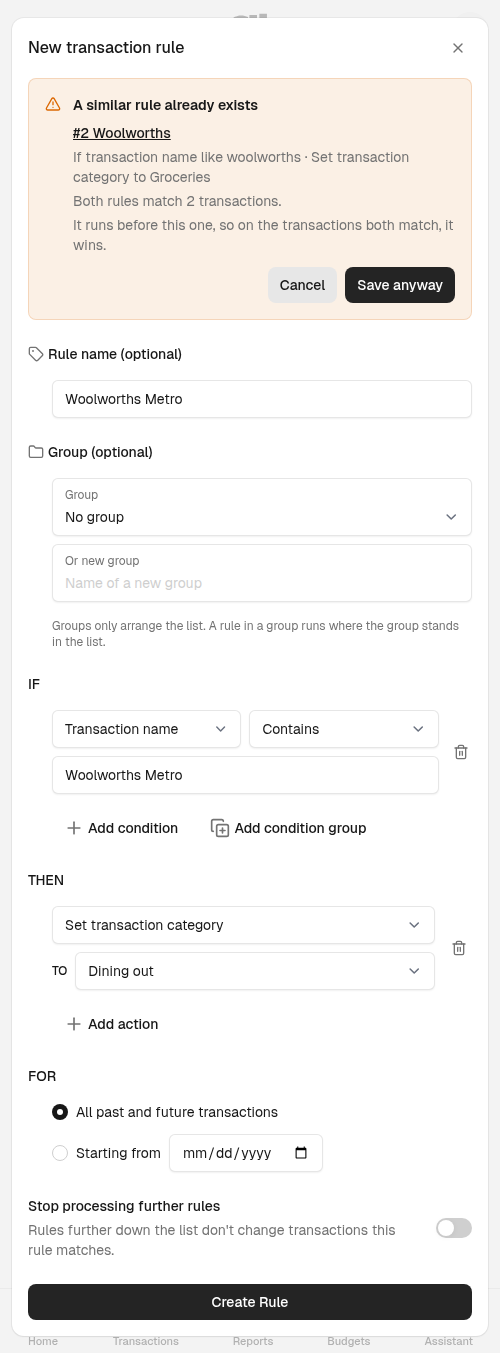 New transaction rule
A similar rule already exists
#2 Woolworths
If transaction name like woolworths · Set transaction
category to Groceries
Both rules match 2 transactions.
It runs before this one, so on the transactions both match, it
wins.
Cancel
Save anyway
Rule name (optional)
Woolworths Metro
Group (optional)
Group
No group
Or new group
Name of a new group
Groups only arrange the list. A rule in a group runs where the group stands
in the list.
IF
Transaction name
Contains
Woolworths Metro
Add condition
Add condition group
THEN
Set transaction category
TO
Dining out
Add action
FOR
All past and future transactions
Starting from
mm/dd/yyyy
Stop processing further rules
Rules further down the list don't change transactions this
rule matches.
Create Rule
Home
Transactions
Reports
Budgets
Assistant